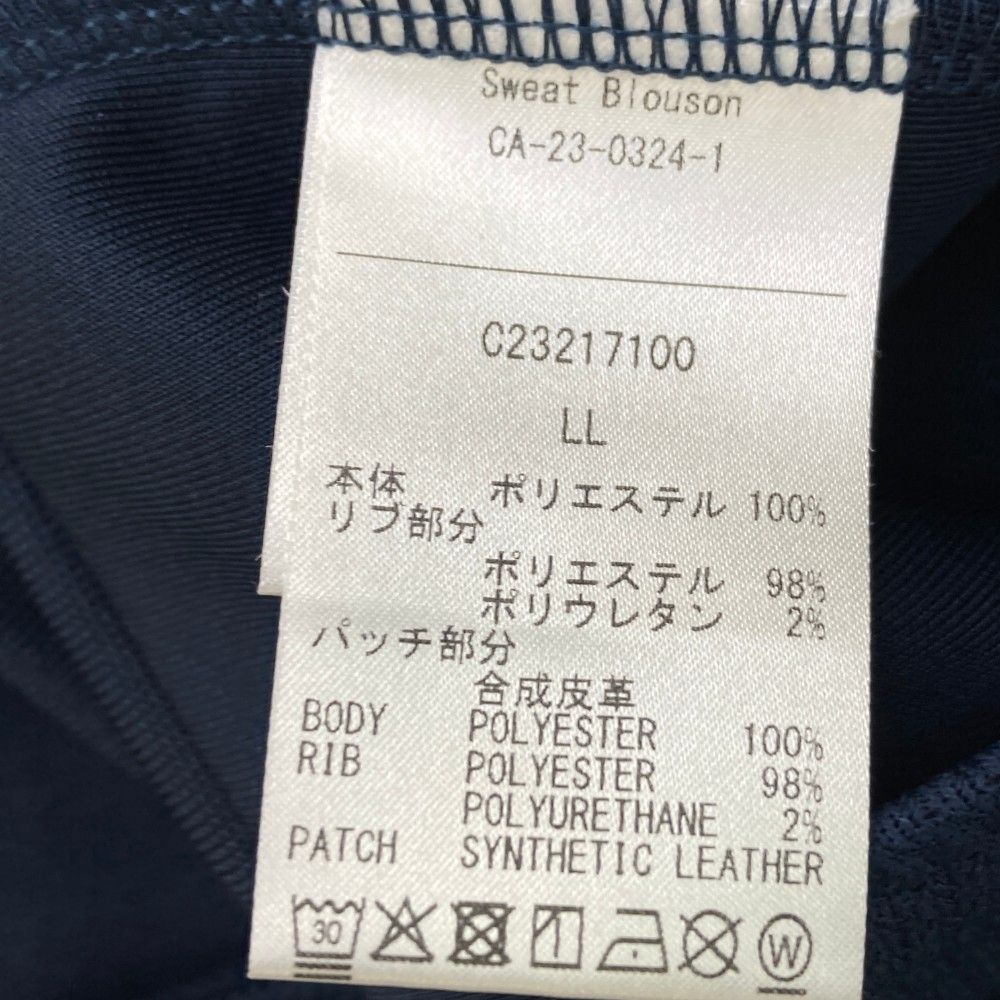 Sweat Blouson
CA-23-0324-1
C23217100
LL
本体 ポリエステル 100%
リブ部分
ポリエステル 98%
ポリウレタン 2%
パッチ部分
合成皮革
BODY POLYESTER 100%
RIB POLYESTER 98%
POLYURETHANE 2%
PATCH SYNTHETIC LEATHER
30 W